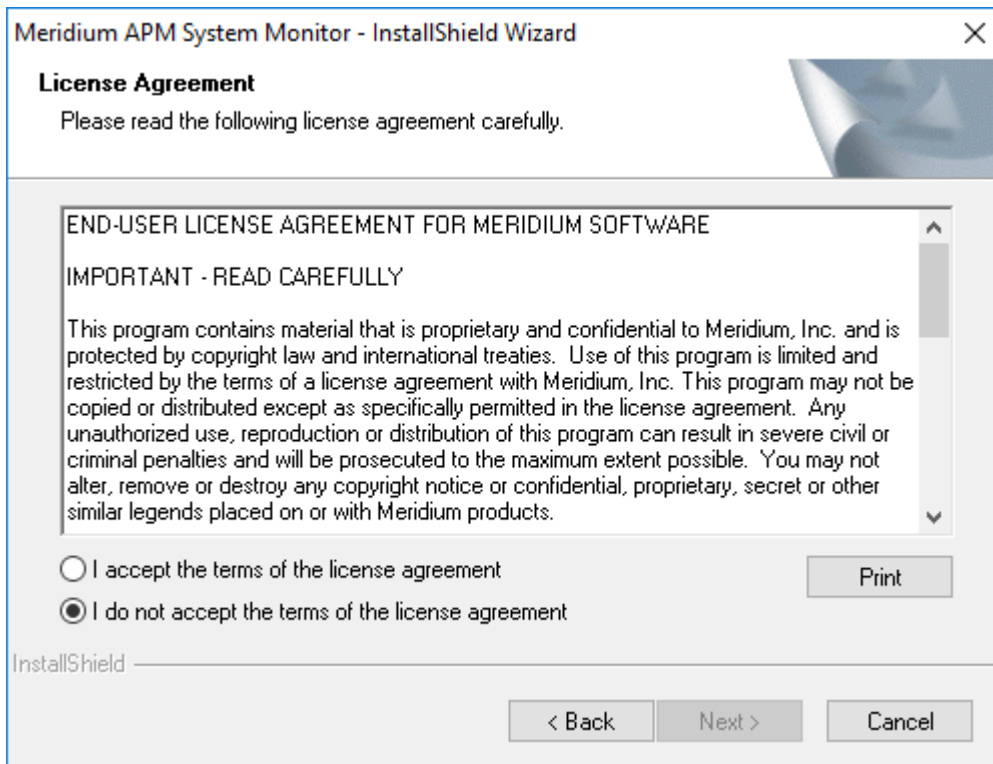 Meridium APM System Monitor - InstallShield Wizard
License Agreement
Please read the following license agreement carefully.
END-USER LICENSE AGREEMENT FOR MERIDIUM SOFTWARE
IMPORTANT - READ CAREFULLY
This program contains material that is proprietary and confidential to Meridium, Inc. and is
protected by copyright law and international treaties.  Use of this program is limited and
restricted by the terms of a license agreement with Meridium, Inc. This program may not be
copied or distributed except as specifically permitted in the license agreement.  Any
unauthorized use, reproduction or distribution of this program can result in severe civil or
criminal penalties and will be prosecuted to the maximum extent possible.  You may not
alter, remove or destroy any copyright notice or confidential, proprietary, secret or other
similar legends placed on or with Meridium products.
I accept the terms of the license agreement
Print
I do not accept the terms of the license agreement
InstallShield
< Back
Next >
Cancel